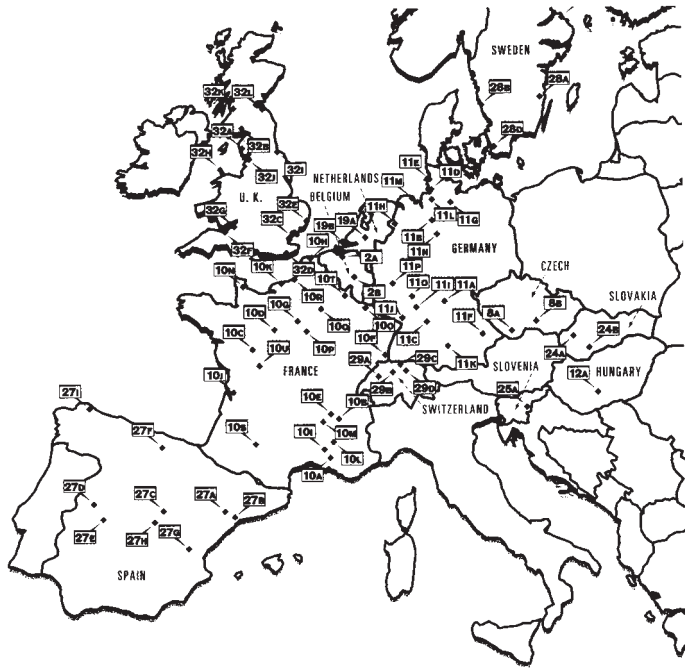 SWEDEN
28A
28B
32K
32L
28D
32A
32B
32H
32J
32I
11E
11D
11M
NETHERLANDS
BELGIUM
U. K.
32E
11H
32G
32C
19B
19A
11L
11G
11B
10H
11N
GERMANY
32F
32D
2A
10N
10K
10T
11P
CZECH
2B
11O
11I
11A
10G
10R
11J
8B
SLOVAKIA
10D
10Q
10O
8A
11F
24B
10C
10P
10F
11C
10U
29A
29C
11K
24A
FRANCE
SLOVENIA
10J
29B
29D
25A
12A
HUNGARY
27I
10E
10B
SWITZERLAND
27F
10S
10I
10M
10L
10A
27D
27C
27A
27B
27E
27H
27G
SPAIN